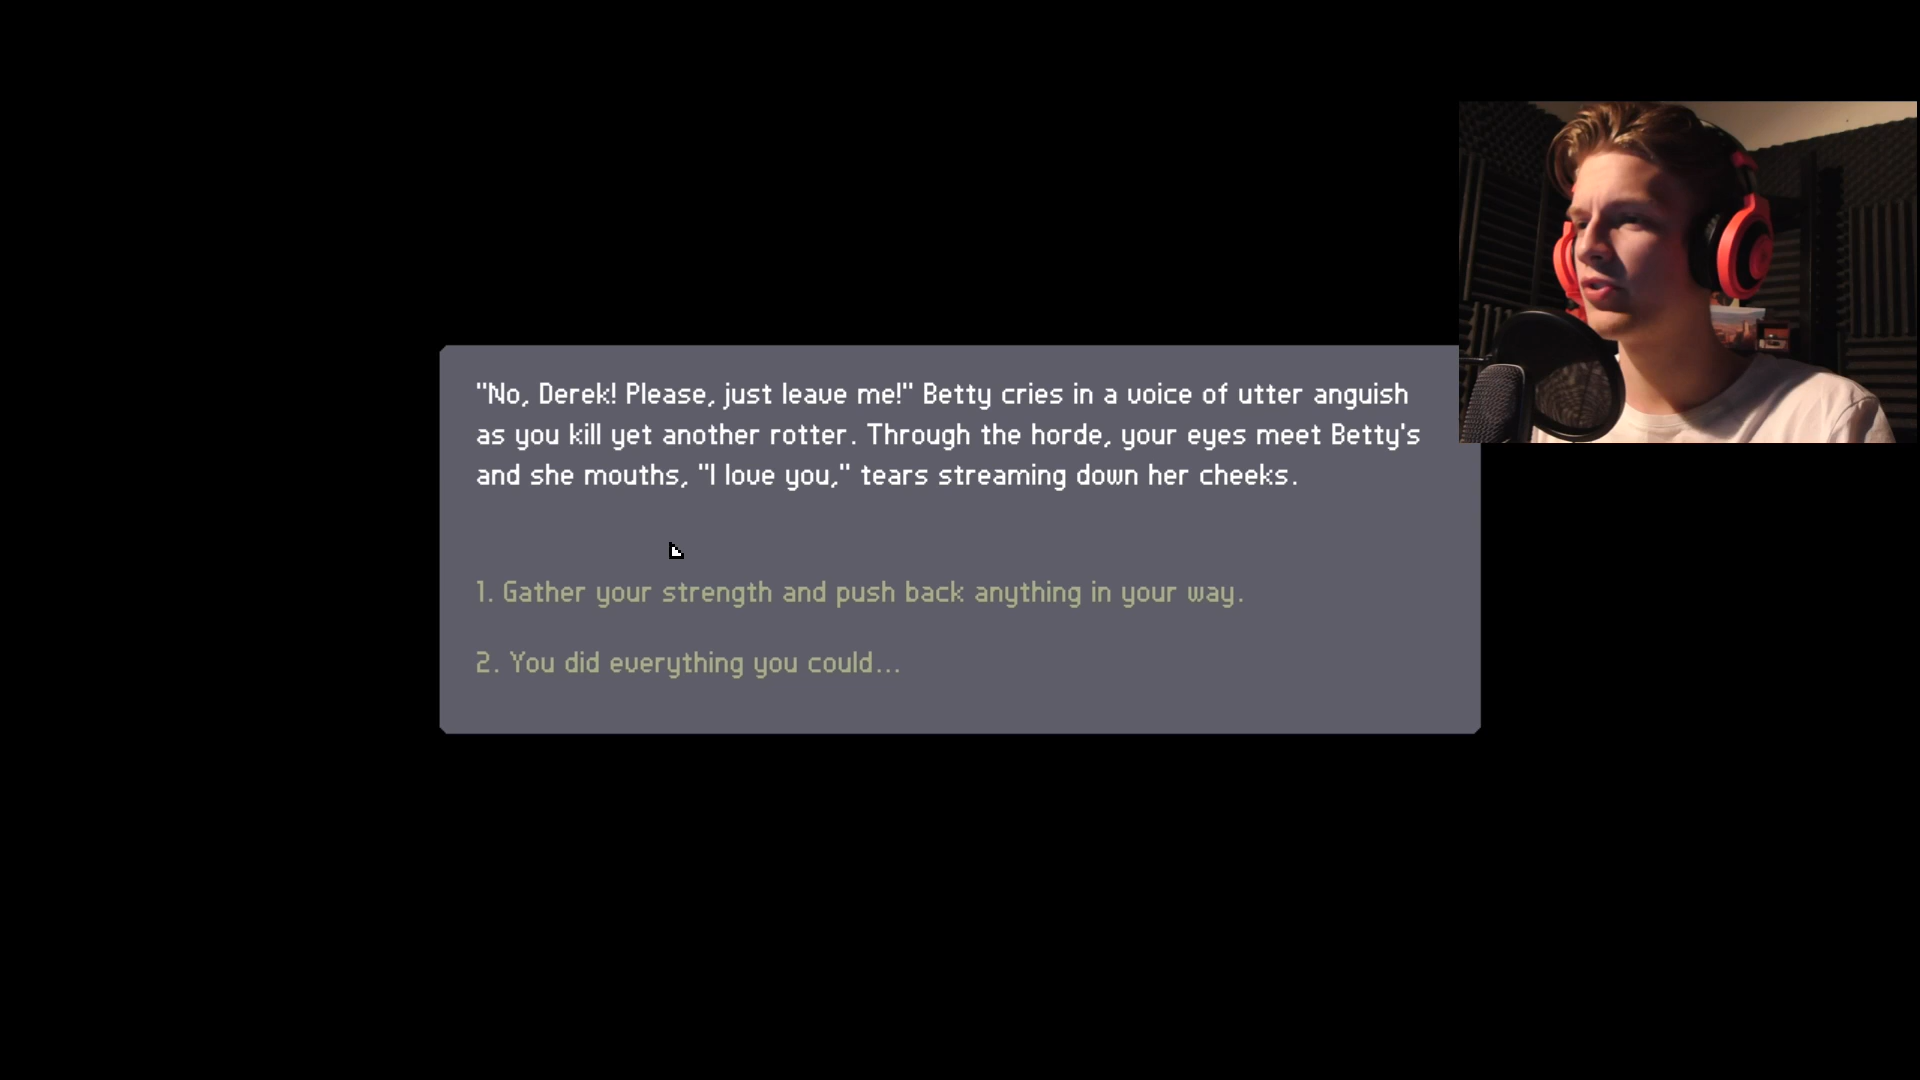 "No, Derek! Please, just leave me!" Betty cries in a voice of utter anguish
as you kill yet another rotter. Through the horde, your eyes meet Betty's
and she mouths, "I love you," tears streaming down her cheeks.
1. Gather your strength and push back anything in your way.
2. You did everything you could...